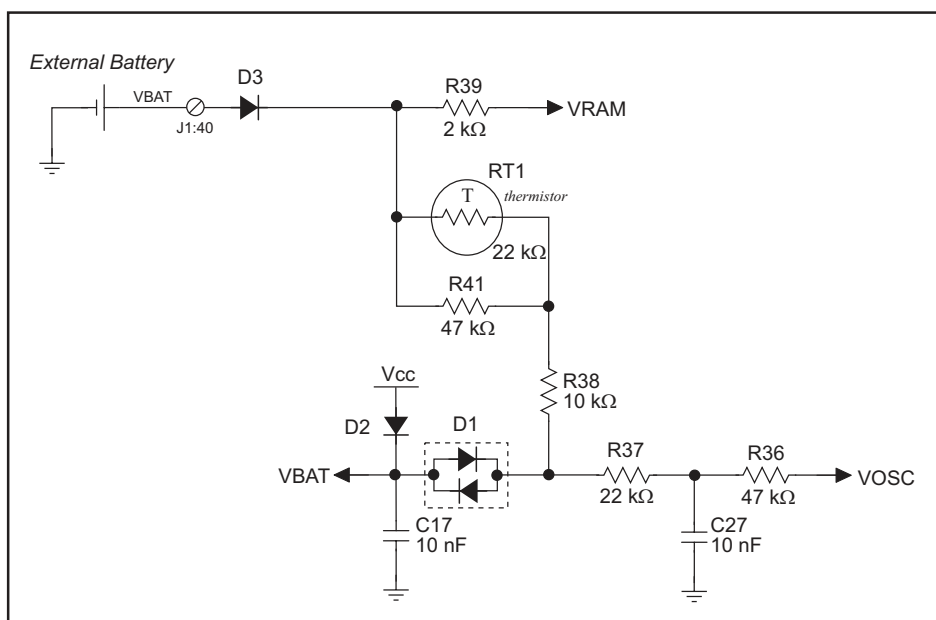 External Battery
VBAT
J1:40
D3
R39
2 kΩ
VRAM
RT1
T
thermistor
22 kΩ
R41
47 kΩ
R38
10 kΩ
Vcc
D2
D1
VBAT
C17
10 nF
R37
22 kΩ
R36
47 kΩ
VOSC
C27
10 nF